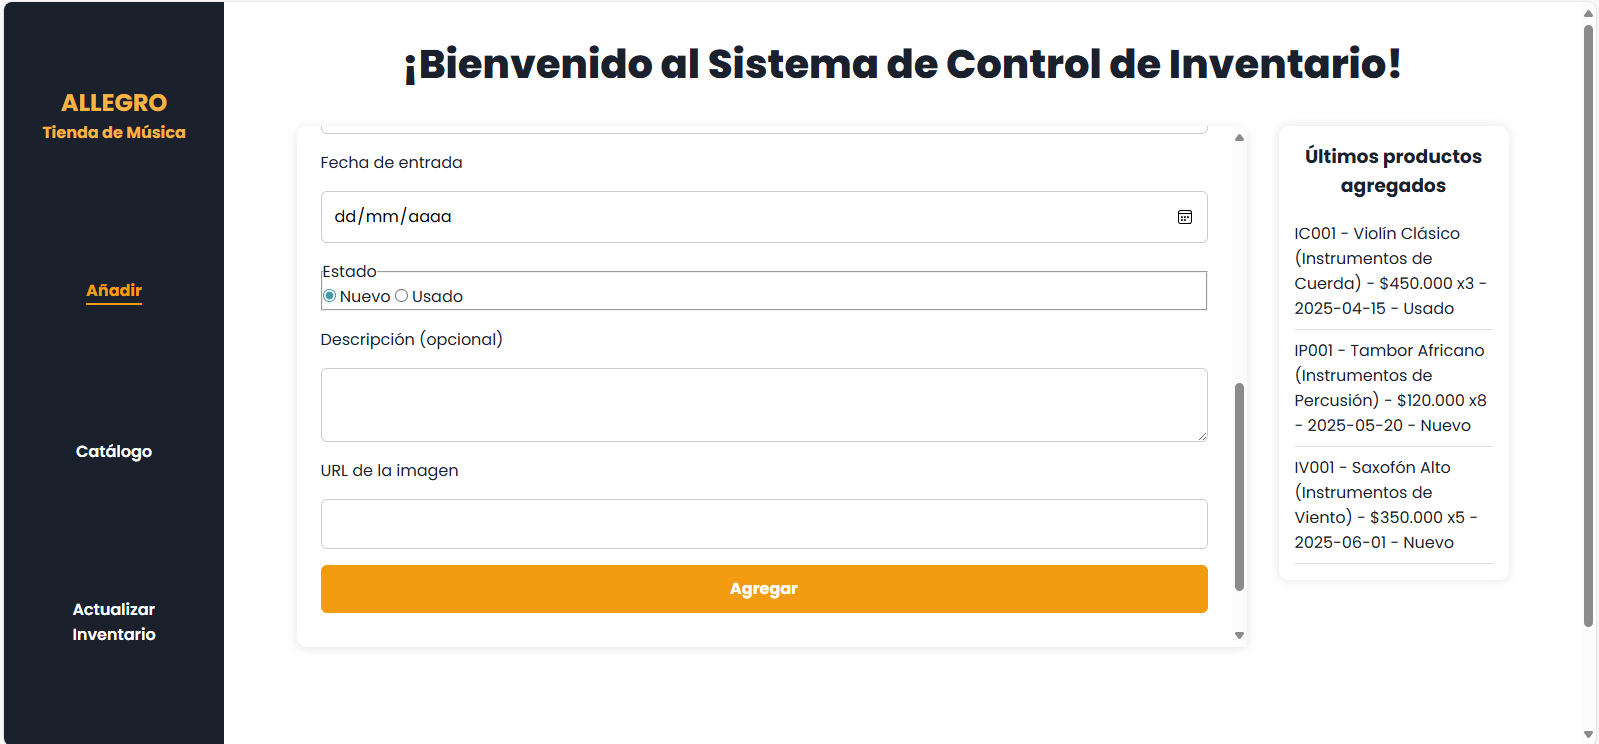 ALLEGRO
Tienda de Música
Añadir
Catálogo
Actualizar
Inventario
¡Bienvenido al Sistema de Control de Inventario!
Fecha de entrada
dd/mm/aaaa
Estado
Nuevo Usado
Descripción (opcional)
URL de la imagen
Agregar
Últimos productos
agregados
IC001 - Violín Clásico
(Instrumentos de
Cuerda) - $450.000 x3 -
2025-04-15 - Usado
IP001 - Tambor Africano
(Instrumentos de
Percusión) - $120.000 x8
- 2025-05-20 - Nuevo
IV001 - Saxofón Alto
(Instrumentos de
Viento) - $350.000 x5 -
2025-06-01 - Nuevo